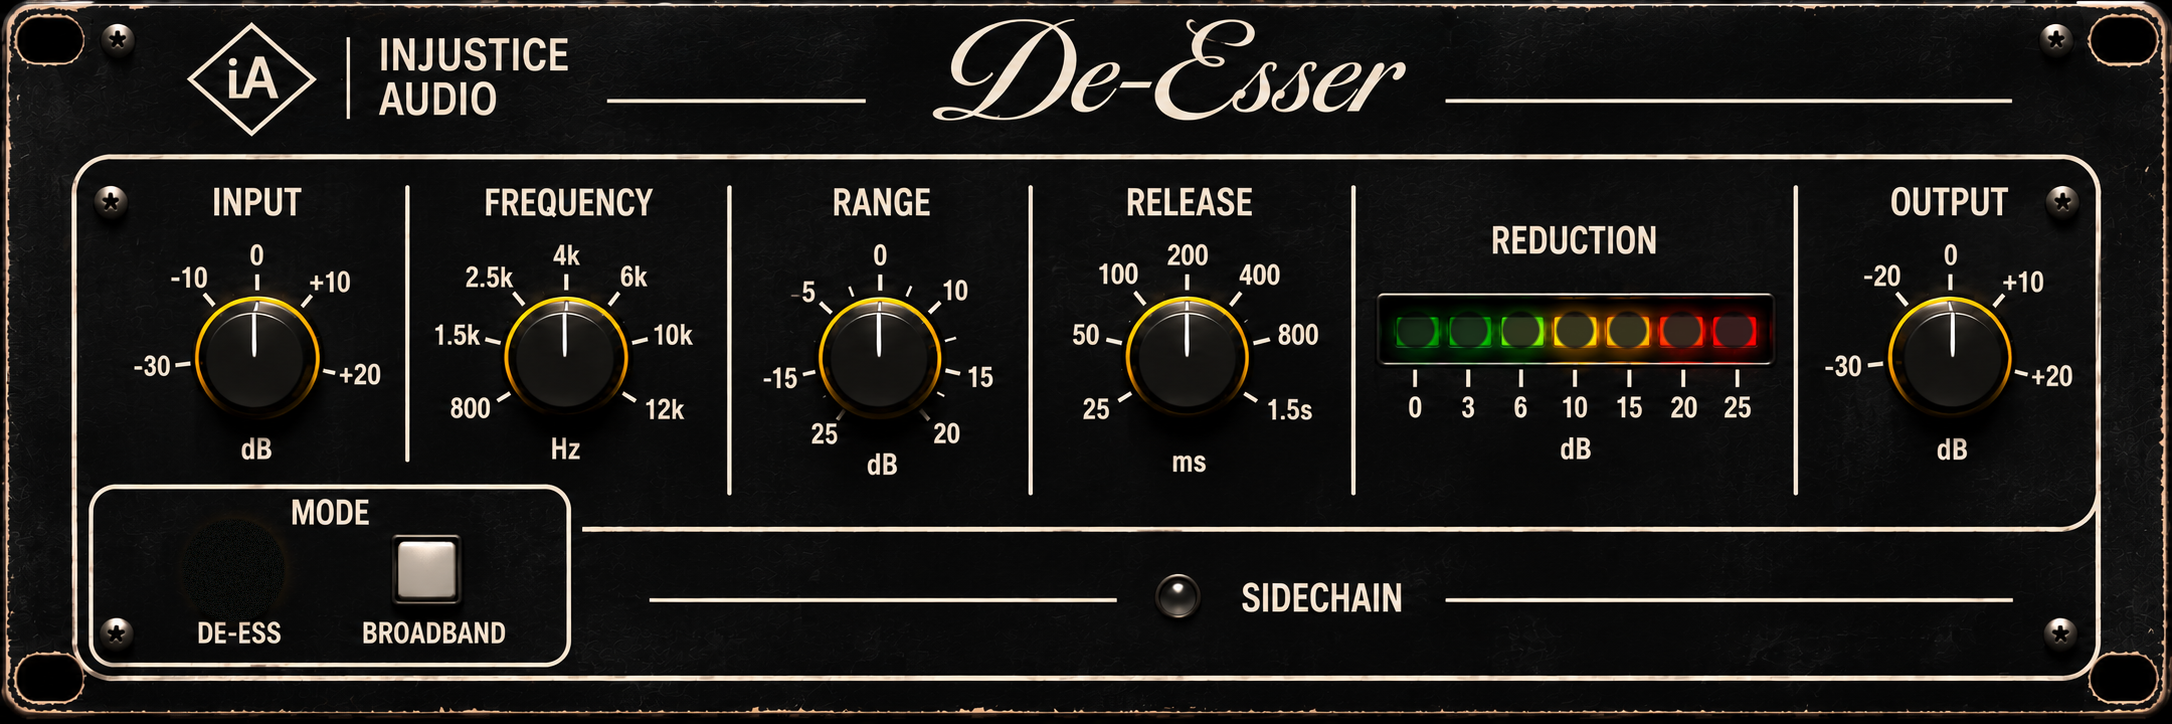 iA
INJUSTICE
AUDIO
De-Esser
INPUT
0
-10
+10
-30
+20
dB
FREQUENCY
4k
2.5k
6k
1.5k
10k
800
12k
Hz
RANGE
0
-5
10
-15
15
25
20
dB
RELEASE
200
100
400
50
800
25
1.5s
ms
REDUCTION
0 3 6 10 15 20 25
dB
OUTPUT
0
-20
+10
-30
+20
dB
MODE
DE-ESS
BROADBAND
SIDECHAIN